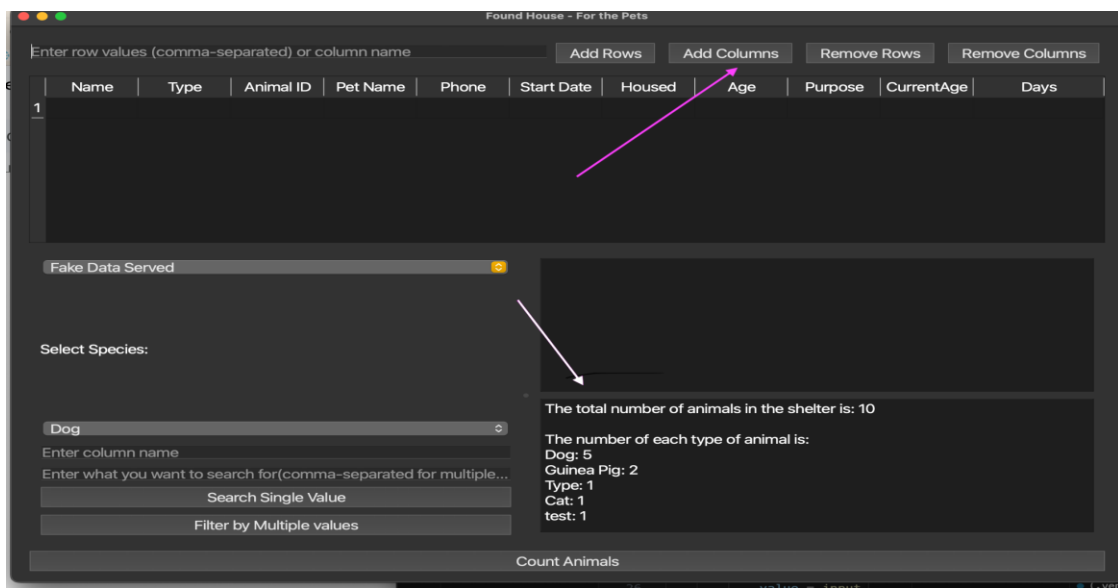 Found House - For the Pets
Enter row values (comma-separated) or column name
Add Rows Add Columns Remove Rows Remove Columns
Name Type Animal ID Pet Name Phone Start Date Housed Age Purpose CurrentAge Days
1
Fake Data Served
Select Species:
The total number of animals in the shelter is: 10
Dog
The number of each type of animal is:
Enter column name
Dog: 5
Enter what you want to search for(comma-separated for multiple...
Guinea Pig: 2
Type: 1
Search Single Value
Cat: 1
test: 1
Filter by Multiple values
Count Animals